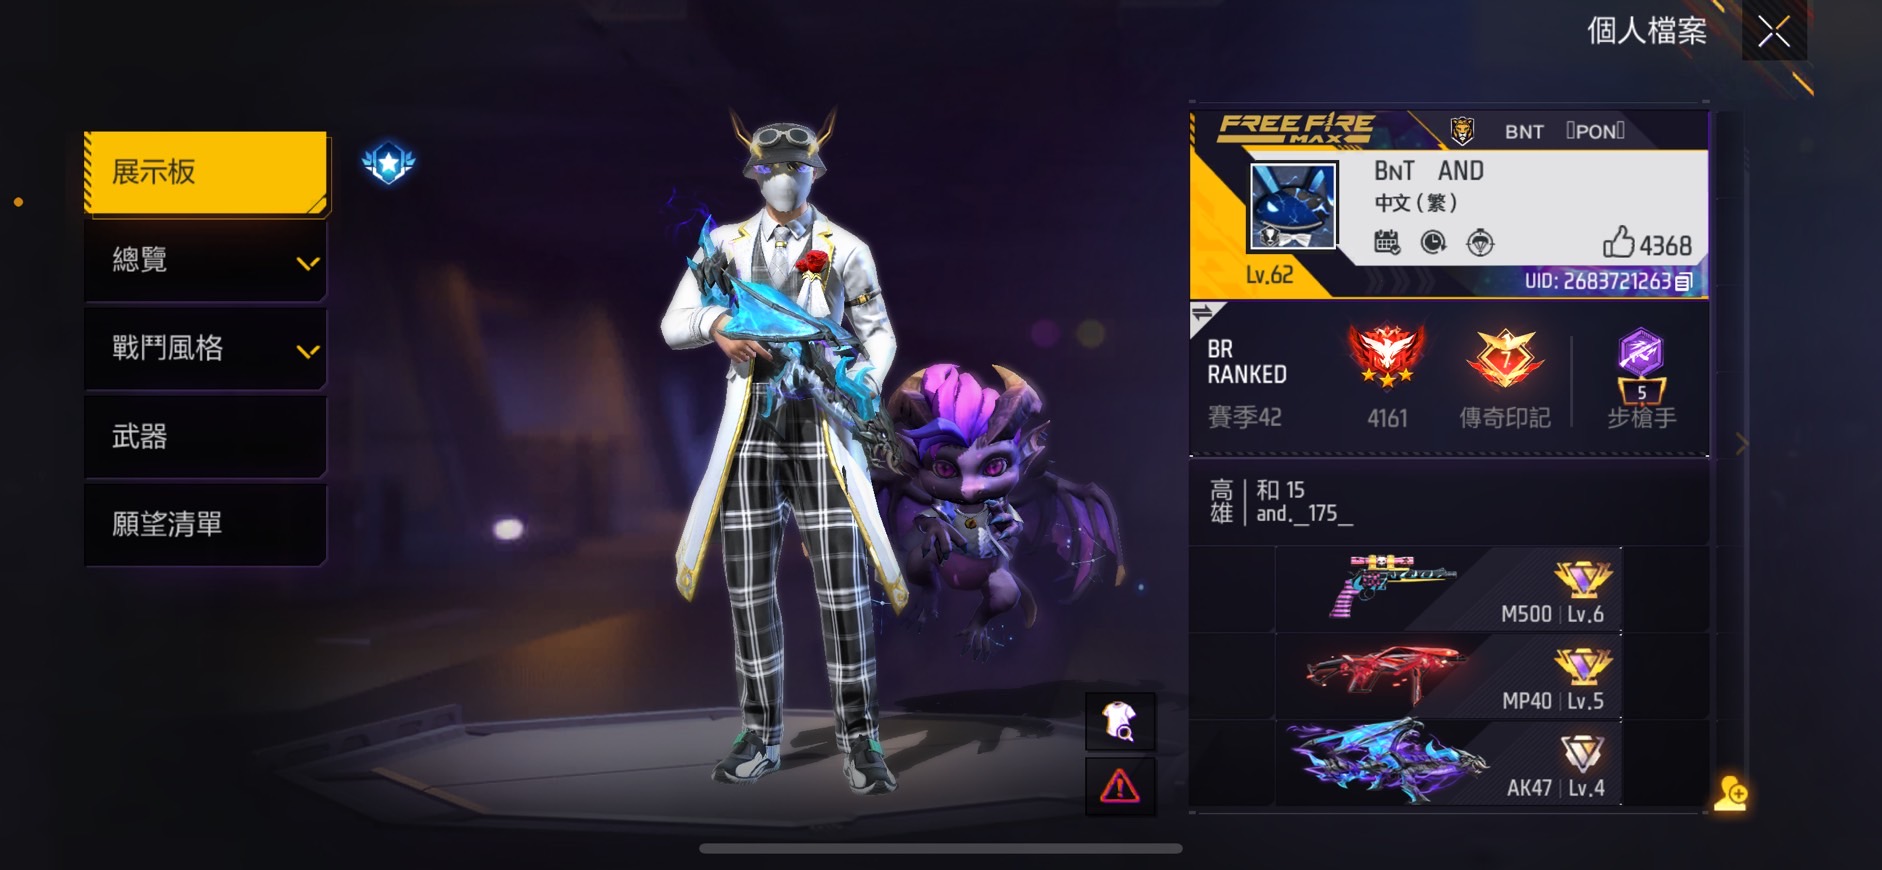 個人檔案
展示板
總覽
戰鬥風格
武器
願望清單
FREE FIRE
MAX
BNT ▯PON▯
BNT AND
中文(繁)
4368
Lv.62
UID: 2683721263
BR
RANKED
賽季42
4161
7
傳奇印記
5
步槍手
高雄
和 15
and._175_
M500 Lv.6
MP40 Lv.5
AK47 Lv.4